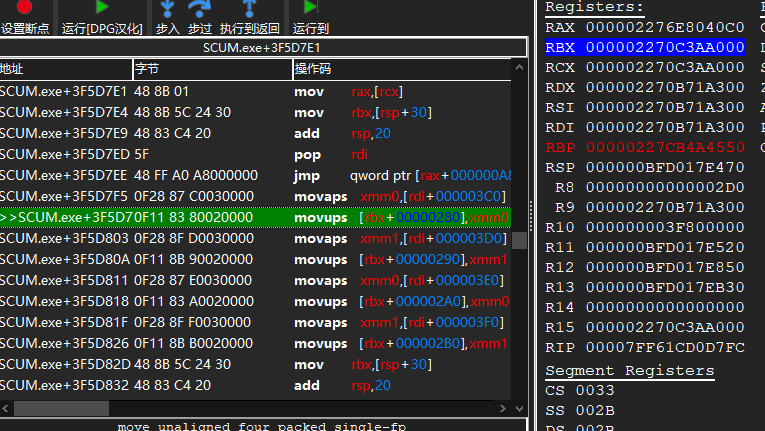 设置断点 运行[DPG汉化] 步入 步过 执行到返回 运行到
SCUM.exe+3F5D7E1
地址 字节 操作码
SCUM.exe+3F5D7E1 48 8B 01 mov rax,[rcx]
SCUM.exe+3F5D7E4 48 8B 5C 24 30 mov rbx,[rsp+30]
SCUM.exe+3F5D7E9 48 83 C4 20 add rsp,20
SCUM.exe+3F5D7ED 5F pop rdi
SCUM.exe+3F5D7EE 48 FF A0 A8000000 jmp qword ptr [rax+000000A8
SCUM.exe+3F5D7F5 0F28 87 C0030000 movaps xmm0,[rdi+000003C0]
>>SCUM.exe+3F5D7 0F11 83 80020000 movups [rbx+00000280],xmm0
SCUM.exe+3F5D803 0F28 8F D0030000 movaps xmm1,[rdi+000003D0]
SCUM.exe+3F5D80A 0F11 8B 90020000 movups [rbx+00000290],xmm1
SCUM.exe+3F5D811 0F28 87 E0030000 movaps xmm0,[rdi+000003E0]
SCUM.exe+3F5D818 0F11 83 A0020000 movups [rbx+000002A0],xmm0
SCUM.exe+3F5D81F 0F28 8F F0030000 movaps xmm1,[rdi+000003F0]
SCUM.exe+3F5D826 0F11 8B B0020000 movups [rbx+000002B0],xmm1
SCUM.exe+3F5D82D 48 8B 5C 24 30 mov rbx,[rsp+30]
SCUM.exe+3F5D832 48 83 C4 20 add rsp,20
move unaligned four packed single-fp
Registers:
RAX 000002276E8040C0
RBX 000002270C3AA000
RCX 000002270C3AA000
RDX 000002270B71A300
RSI 000002270B71A300
RDI 000002270B71A300
RBP 00000227CB4A4550
RSP 000000BFD017E470
R8 00000000000002D0
R9 000002270B71A300
R10 000000003F800000
R11 000000BFD017E520
R12 000000BFD017E850
R13 000000BFD017EB30
R14 0000000000000000
R15 000002270C3AA000
RIP 00007FF61CD0D7FC
Segment Registers
CS 0033
SS 002B
DS 002B